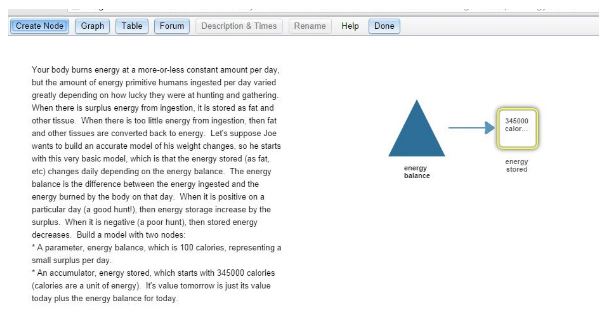 Create Node Graph Table Forum Description & Times Rename Help Done
Your body burns energy at a more-or-less constant amount per day,
but the amount of energy primitive humans ingested per day varied
greatly depending on how lucky they were at hunting and gathering.
When there is surplus energy from ingestion, it is stored as fat and
other tissue. When there is too little energy from ingestion, then fat
and other tissues are converted back to energy. Let's suppose Joe
wants to build an accurate model of his weight changes, so he starts
with this very basic model, which is that the energy stored (as fat,
etc) changes daily depending on the energy balance. The energy
balance is the difference between the energy ingested and the
energy burned by the body on that day. When it is positive on a
particular day (a good hunt!), then energy storage increase by the
surplus. When it is negative (a poor hunt), then stored energy
decreases. Build a model with two nodes:
* A parameter, energy balance, which is 100 calories, representing a
small surplus per day.
* An accumulator, energy stored, which starts with 345000 calories
(calories are a unit of energy). It's value tomorrow is just its value
today plus the energy balance for today.
345000
calor...
energy
balance
energy
stored